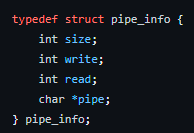 typedef struct pipe_info {
    int size;
    int write;
    int read;
    char *pipe;
} pipe_info;